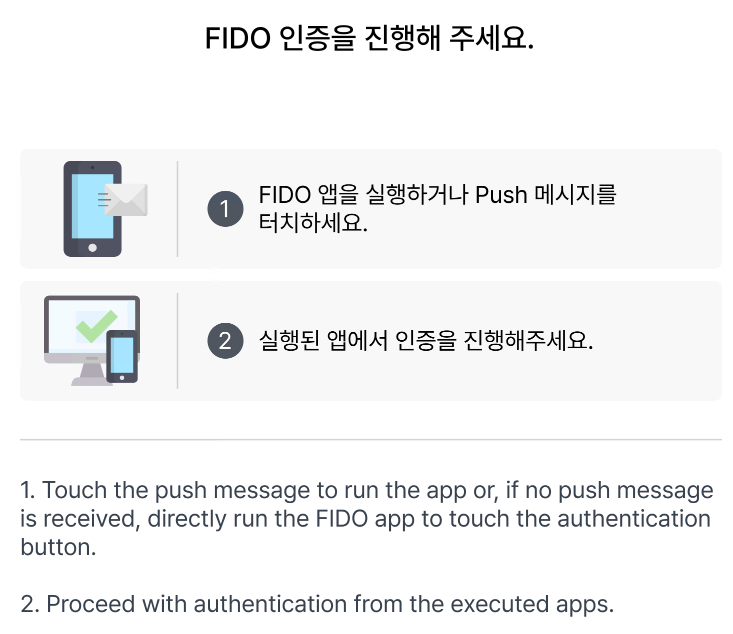 FIDO 인증을 진행해 주세요.
1
FIDO 앱을 실행하거나 Push 메시지를
터치하세요.
2
실행된 앱에서 인증을 진행해주세요.
1. Touch the push message to run the app or, if no push message
is received, directly run the FIDO app to touch the authentication
button.
2. Proceed with authentication from the executed apps.